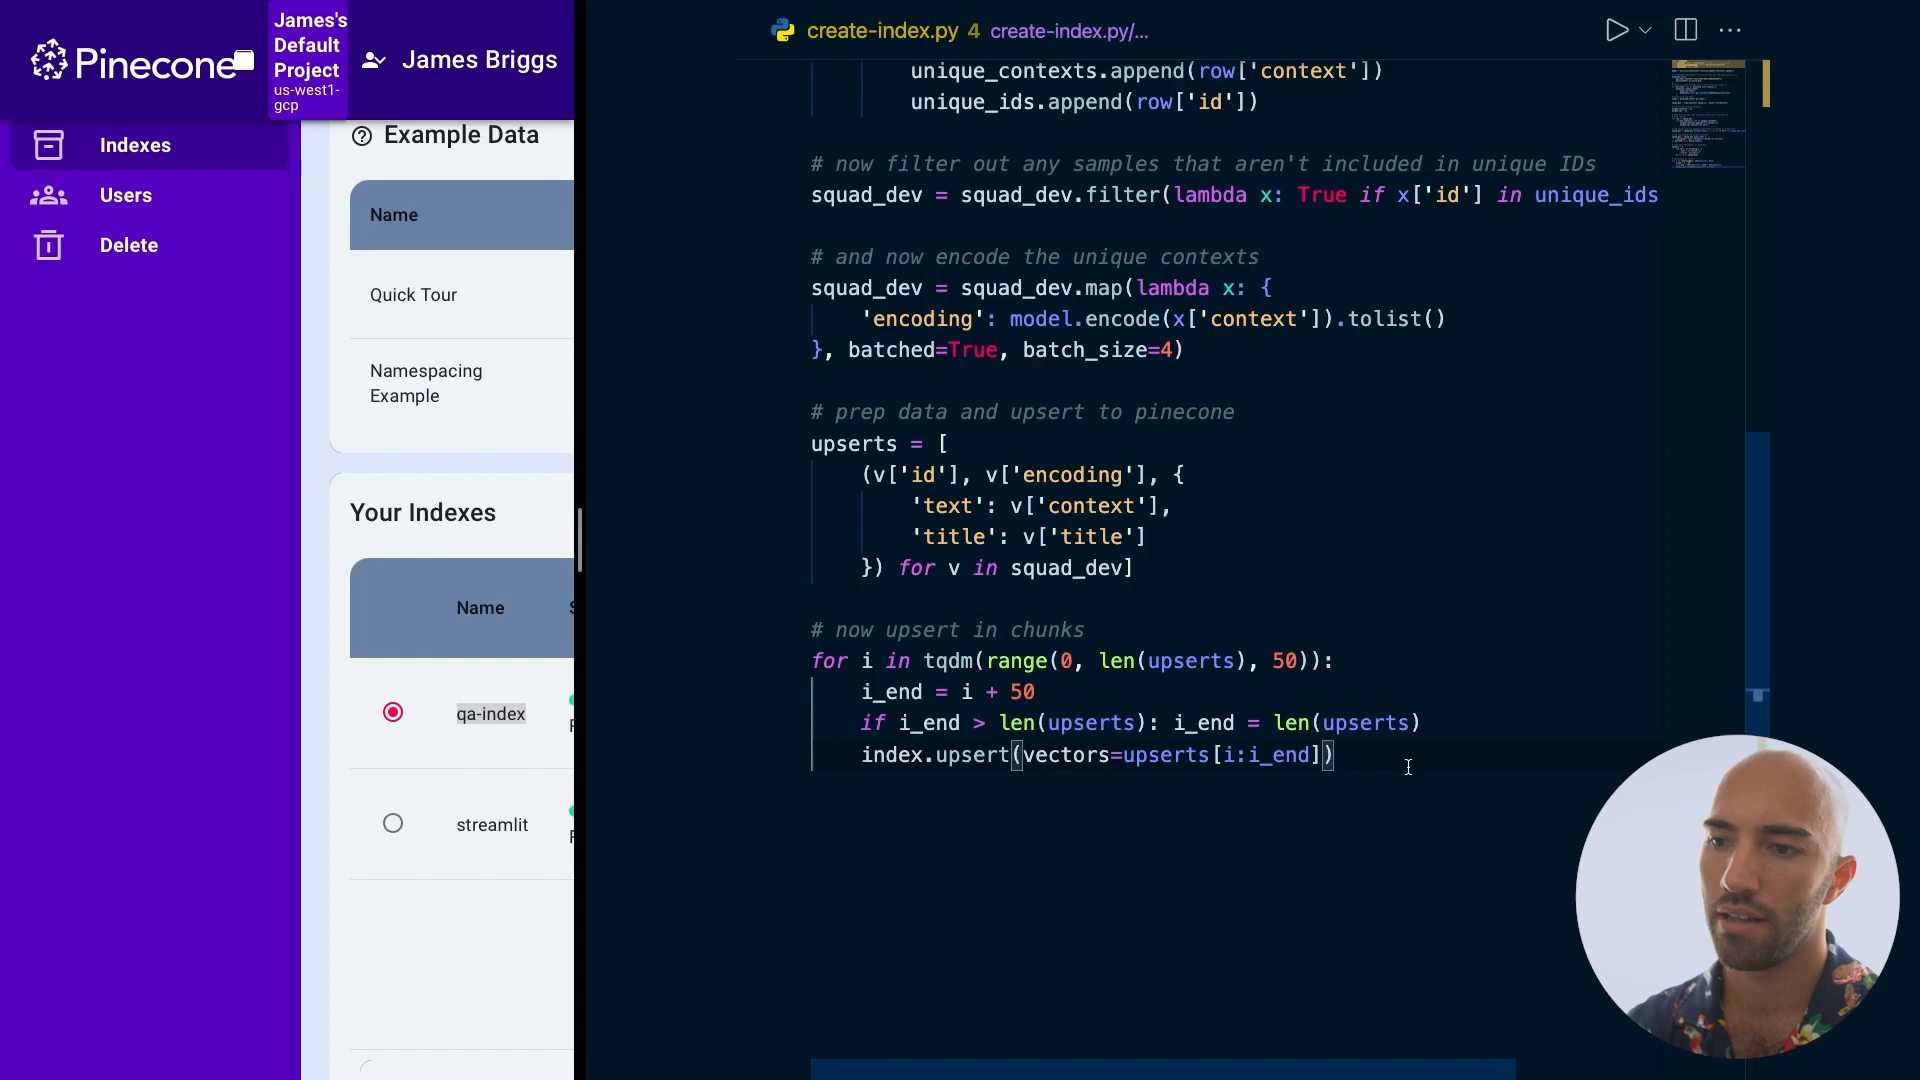 Pinecone
James's
Default
Project
us-west1-
gcp
James Briggs
Indexes
Users
Delete
Example Data
Name
Quick Tour
Namespacing
Example
Your Indexes
Name
qa-index
streamlit
create-index.py 4 create-index.py/...
unique_contexts.append(row['context'])
unique_ids.append(row['id'])
# now filter out any samples that aren't included in unique IDs
squad_dev = squad_dev.filter(lambda x: True if x['id'] in unique_ids
# and now encode the unique contexts
squad_dev = squad_dev.map(lambda x: {
'encoding': model.encode(x['context']).tolist()
}, batched=True, batch_size=4)
# prep data and upsert to pinecone
upserts = [
(v['id'], v['encoding'], {
'text': v['context'],
'title': v['title']
}) for v in squad_dev]
# now upsert in chunks
for i in tqdm(range(0, len(upserts), 50)):
i_end = i + 50
if i_end > len(upserts): i_end = len(upserts)
index.upsert(vectors=upserts[i:i_end])